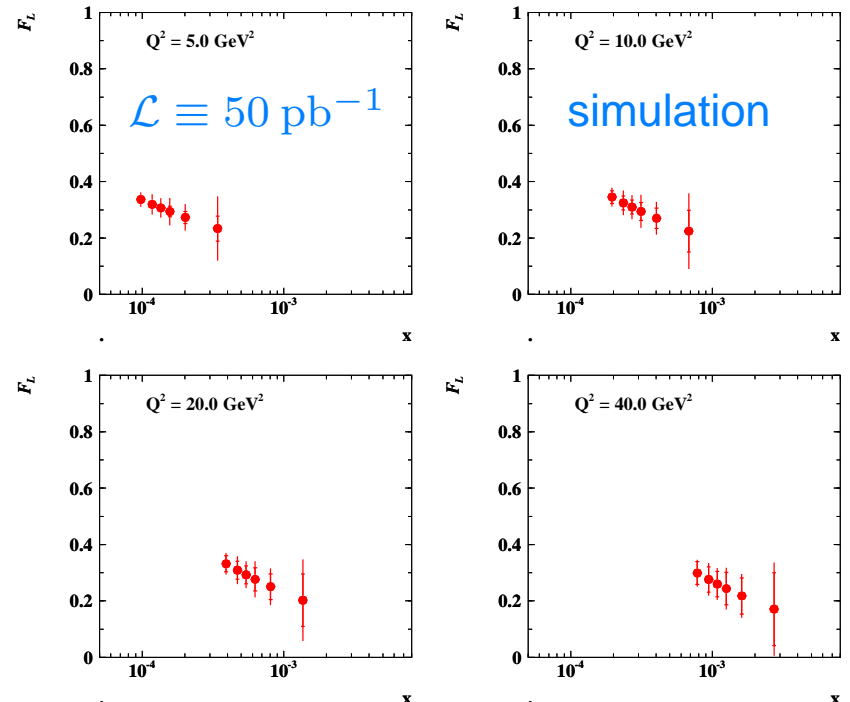 F_L
1
0.8
0.6
0.4
0.2
0
Q² = 5.0 GeV²
ℒ ≡ 50 pb⁻¹
10⁻⁴ 10⁻³
.
x
F_L
1
0.8
0.6
0.4
0.2
0
Q² = 10.0 GeV²
simulation
10⁻⁴ 10⁻³
.
x
F_L
1
0.8
0.6
0.4
0.2
0
Q² = 20.0 GeV²
10⁻⁴ 10⁻³
.
x
F_L
1
0.8
0.6
0.4
0.2
0
Q² = 40.0 GeV²
10⁻⁴ 10⁻³
.
x